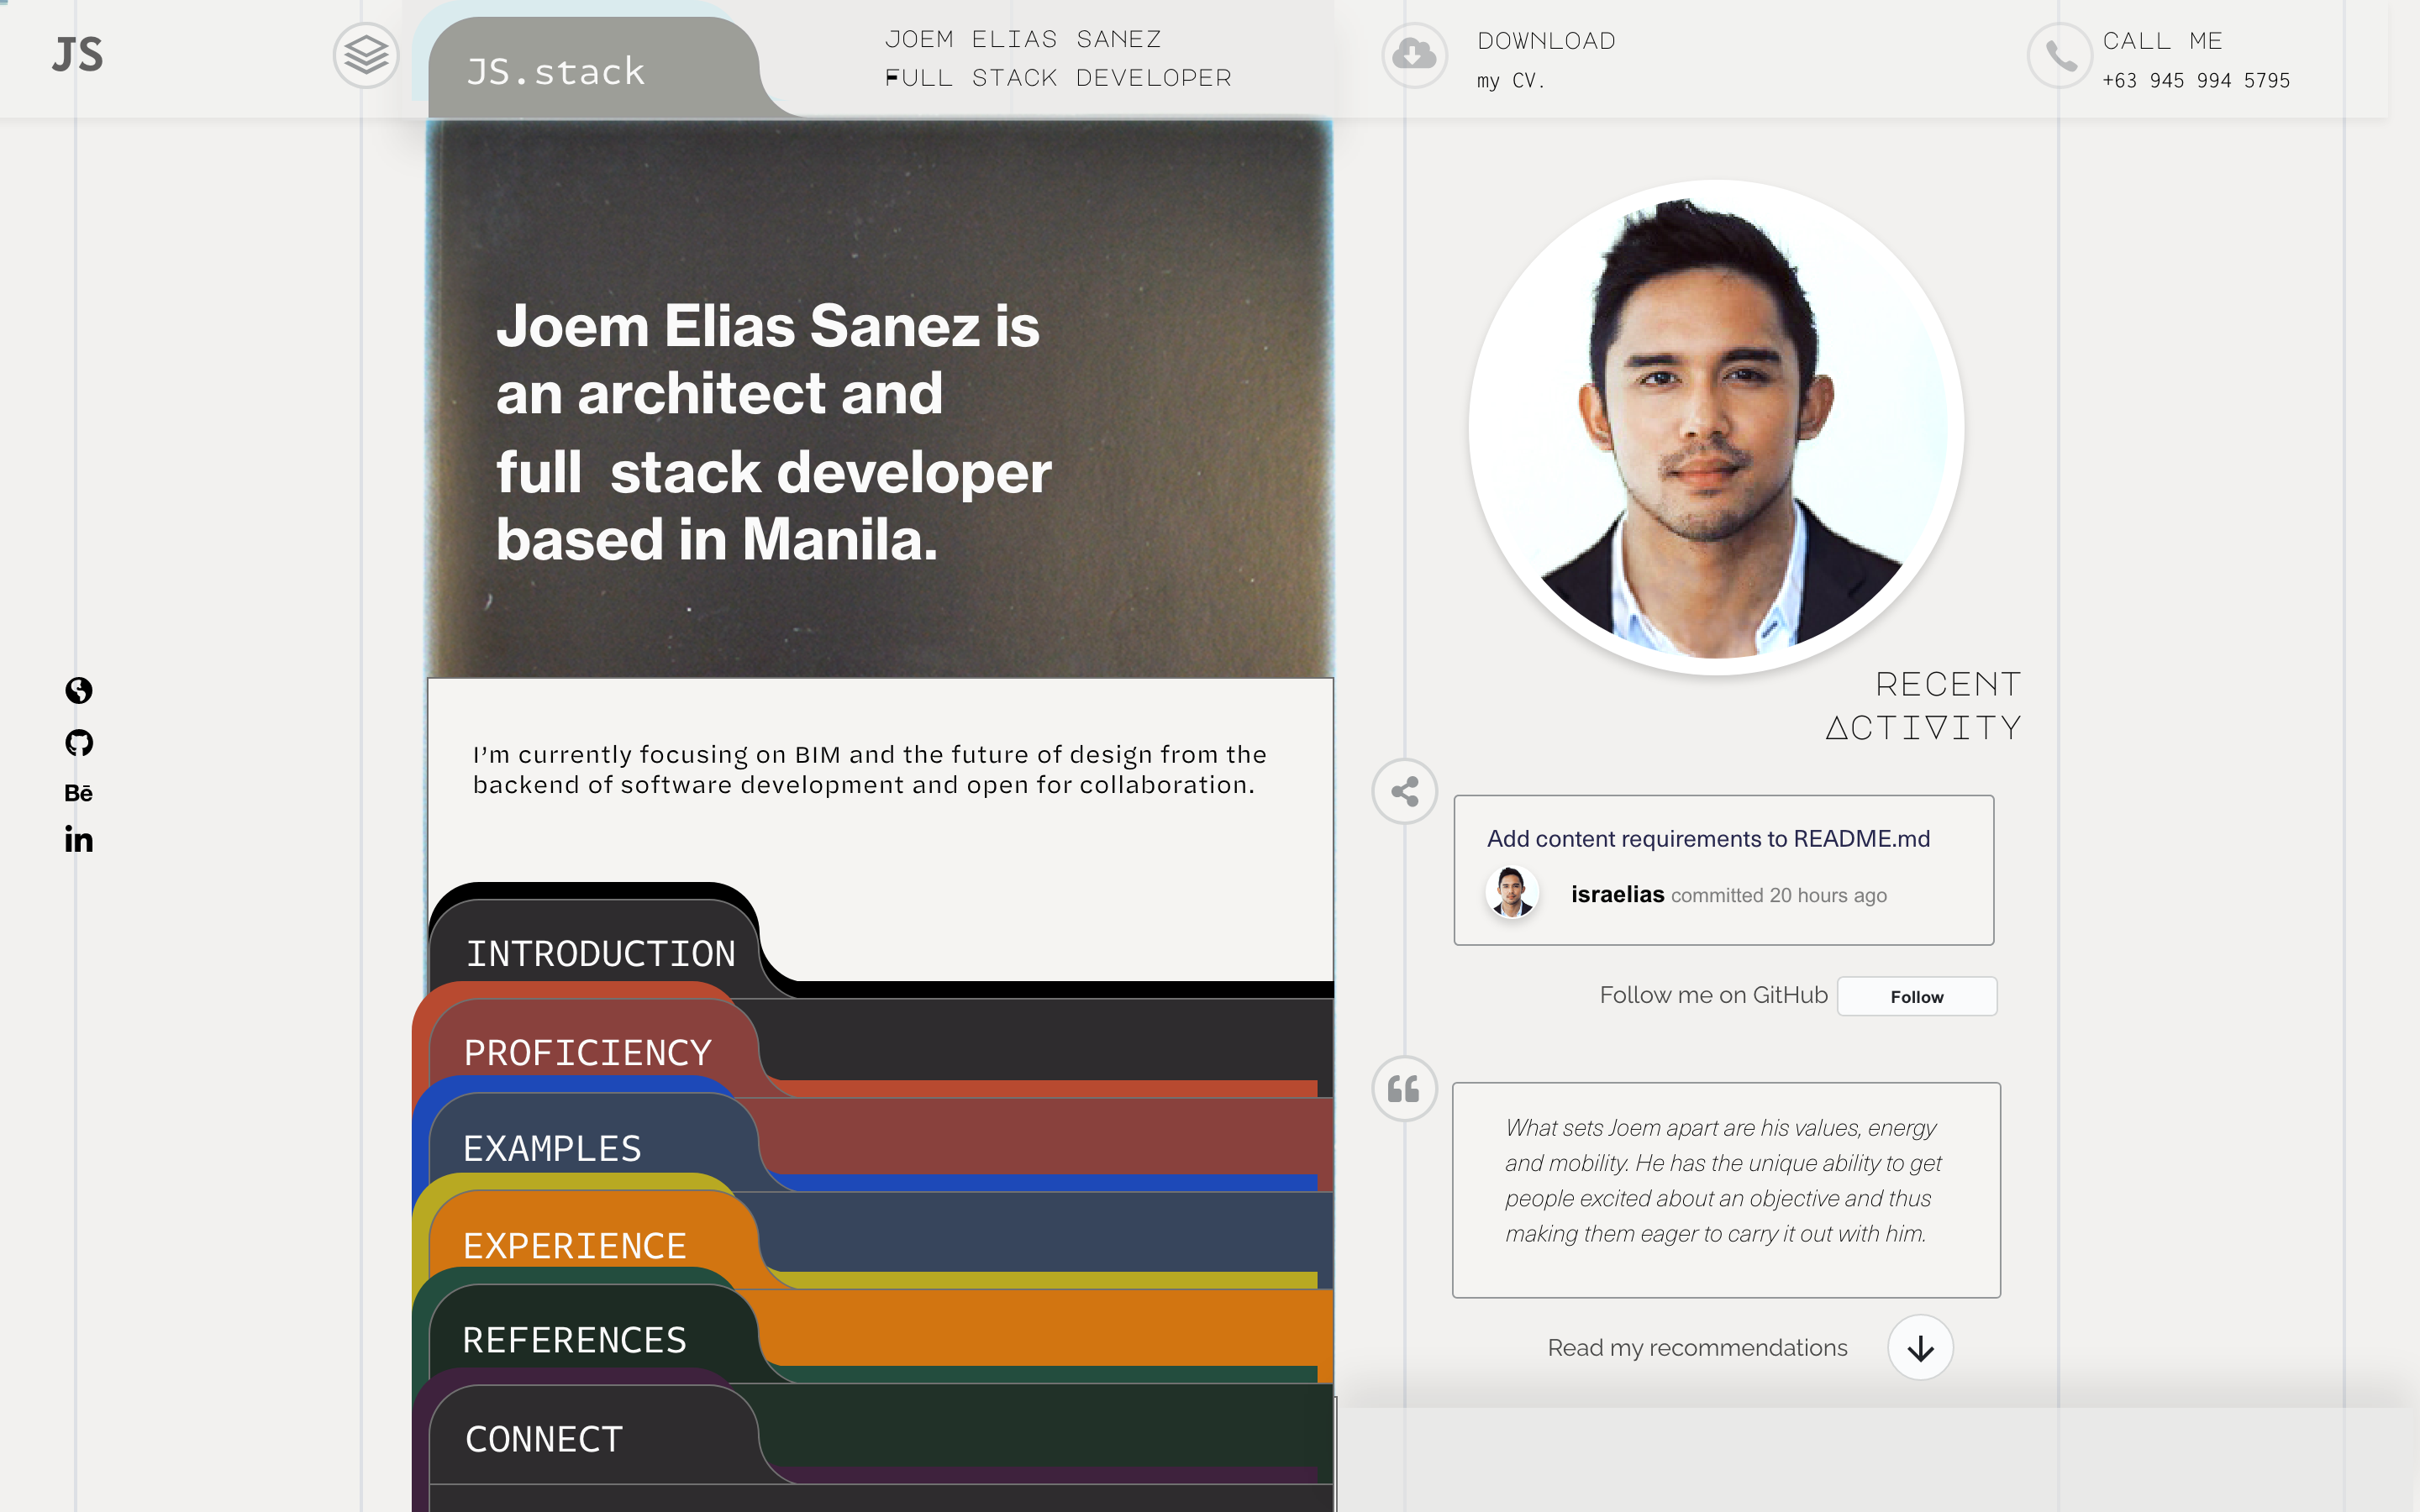 JS
JS.stack
JOEM ELIAS SANEZ
FULL STACK DEVELOPER
DOWNLOAD
my CV.
CALL ME
+63 945 994 5795
Joem Elias Sanez is
an architect and
full stack developer
based in Manila.
I'm currently focusing on BIM and the future of design from the
backend of software development and open for collaboration.
Bē
in
INTRODUCTION
PROFICIENCY
EXAMPLES
EXPERIENCE
REFERENCES
CONNECT
RECENT
ACTIVITY
Add content requirements to README.md
israelias committed 20 hours ago
Follow me on GitHub Follow
What sets Joem apart are his values, energy
and mobility. He has the unique ability to get
people excited about an objective and thus
making them eager to carry it out with him.
Read my recommendations